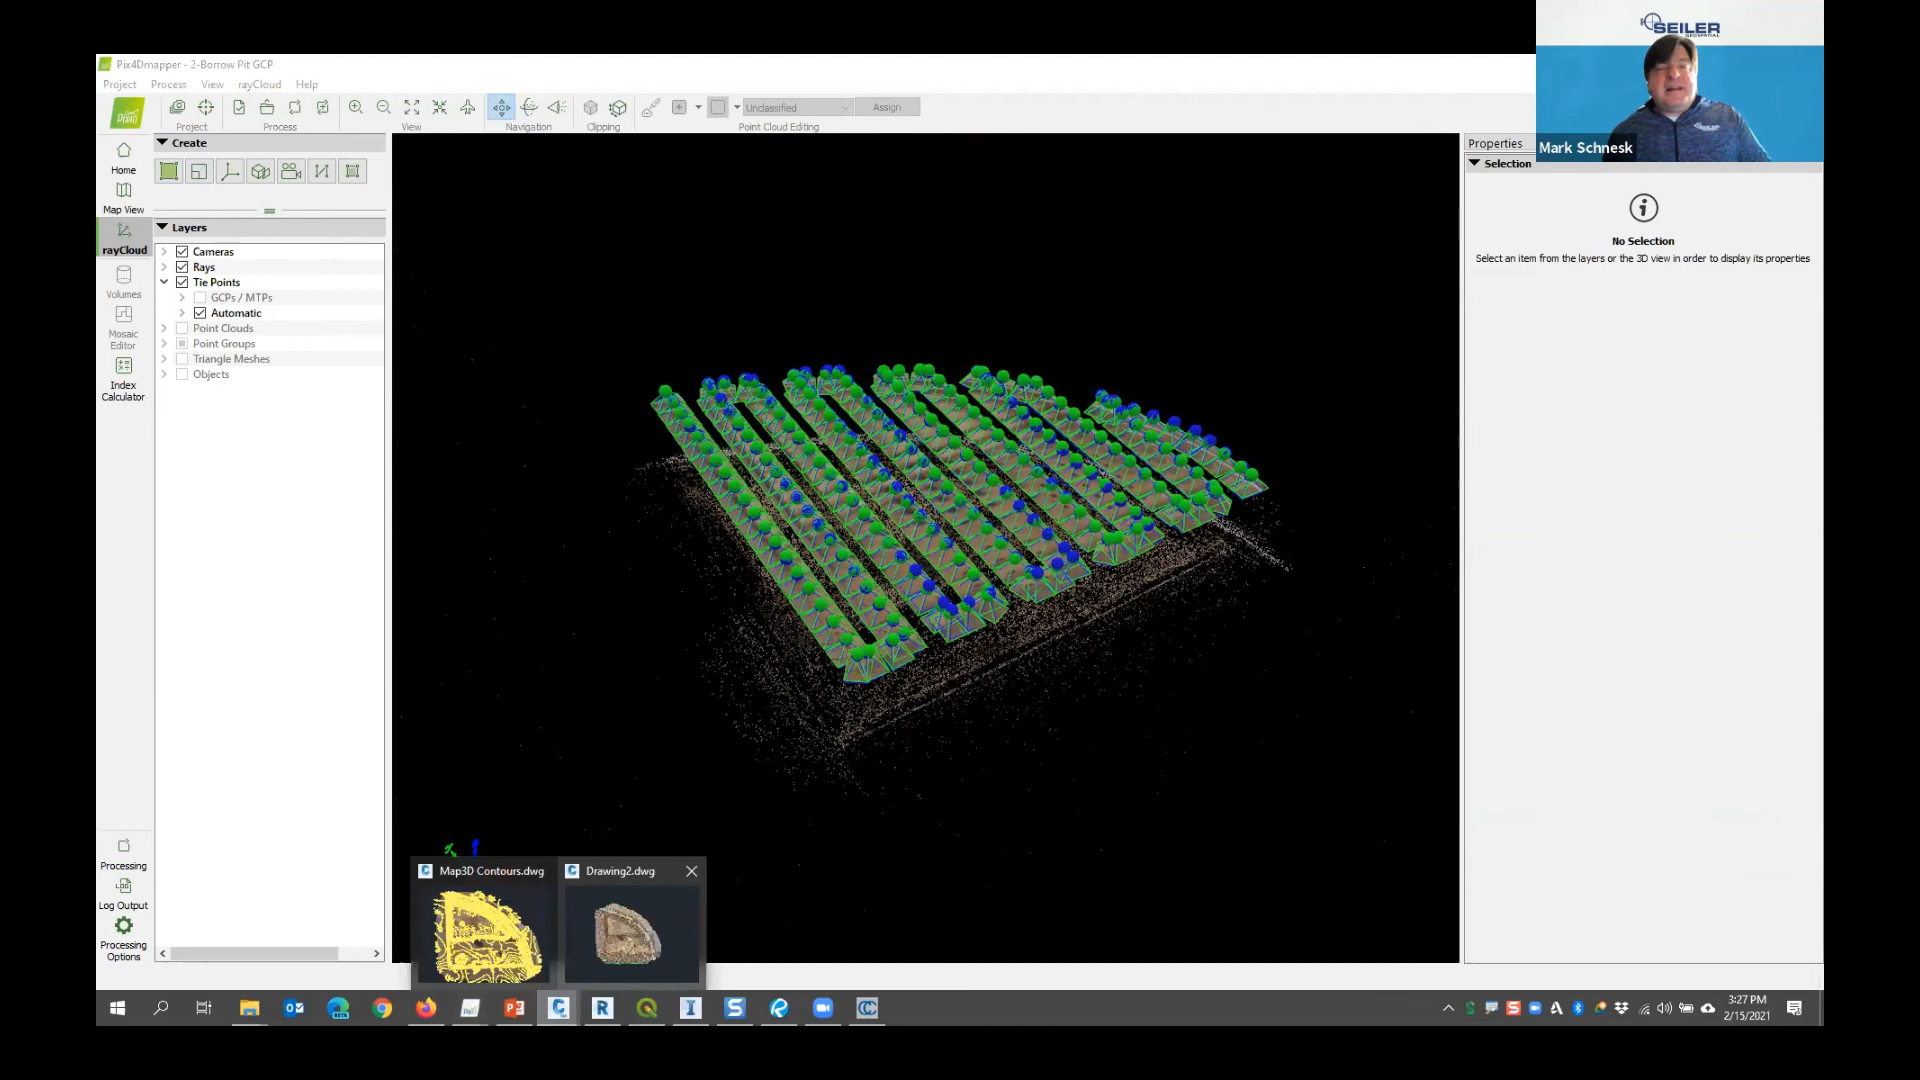 SEILER
GEOSPATIAL
Mark Schnesk
Pix4Dmapper - 2-Borrow Pit GCP
Project Process View rayCloud Help
Unclassified Assign
Project Process View Navigation Clipping Point Cloud Editing
Home
Map View
rayCloud
Volumes
Mosaic
Editor
Index
Calculator
Processing
Log Output
Processing
Options
Create
Layers
Cameras
Rays
Tie Points
GCPs / MTPs
Automatic
Point Clouds
Point Groups
Triangle Meshes
Objects
Properties
Selection
No Selection
Select an item from the layers or the 3D view in order to display its properties
Map3D Contours.dwg
Drawing2.dwg
3:27 PM
2/15/2021